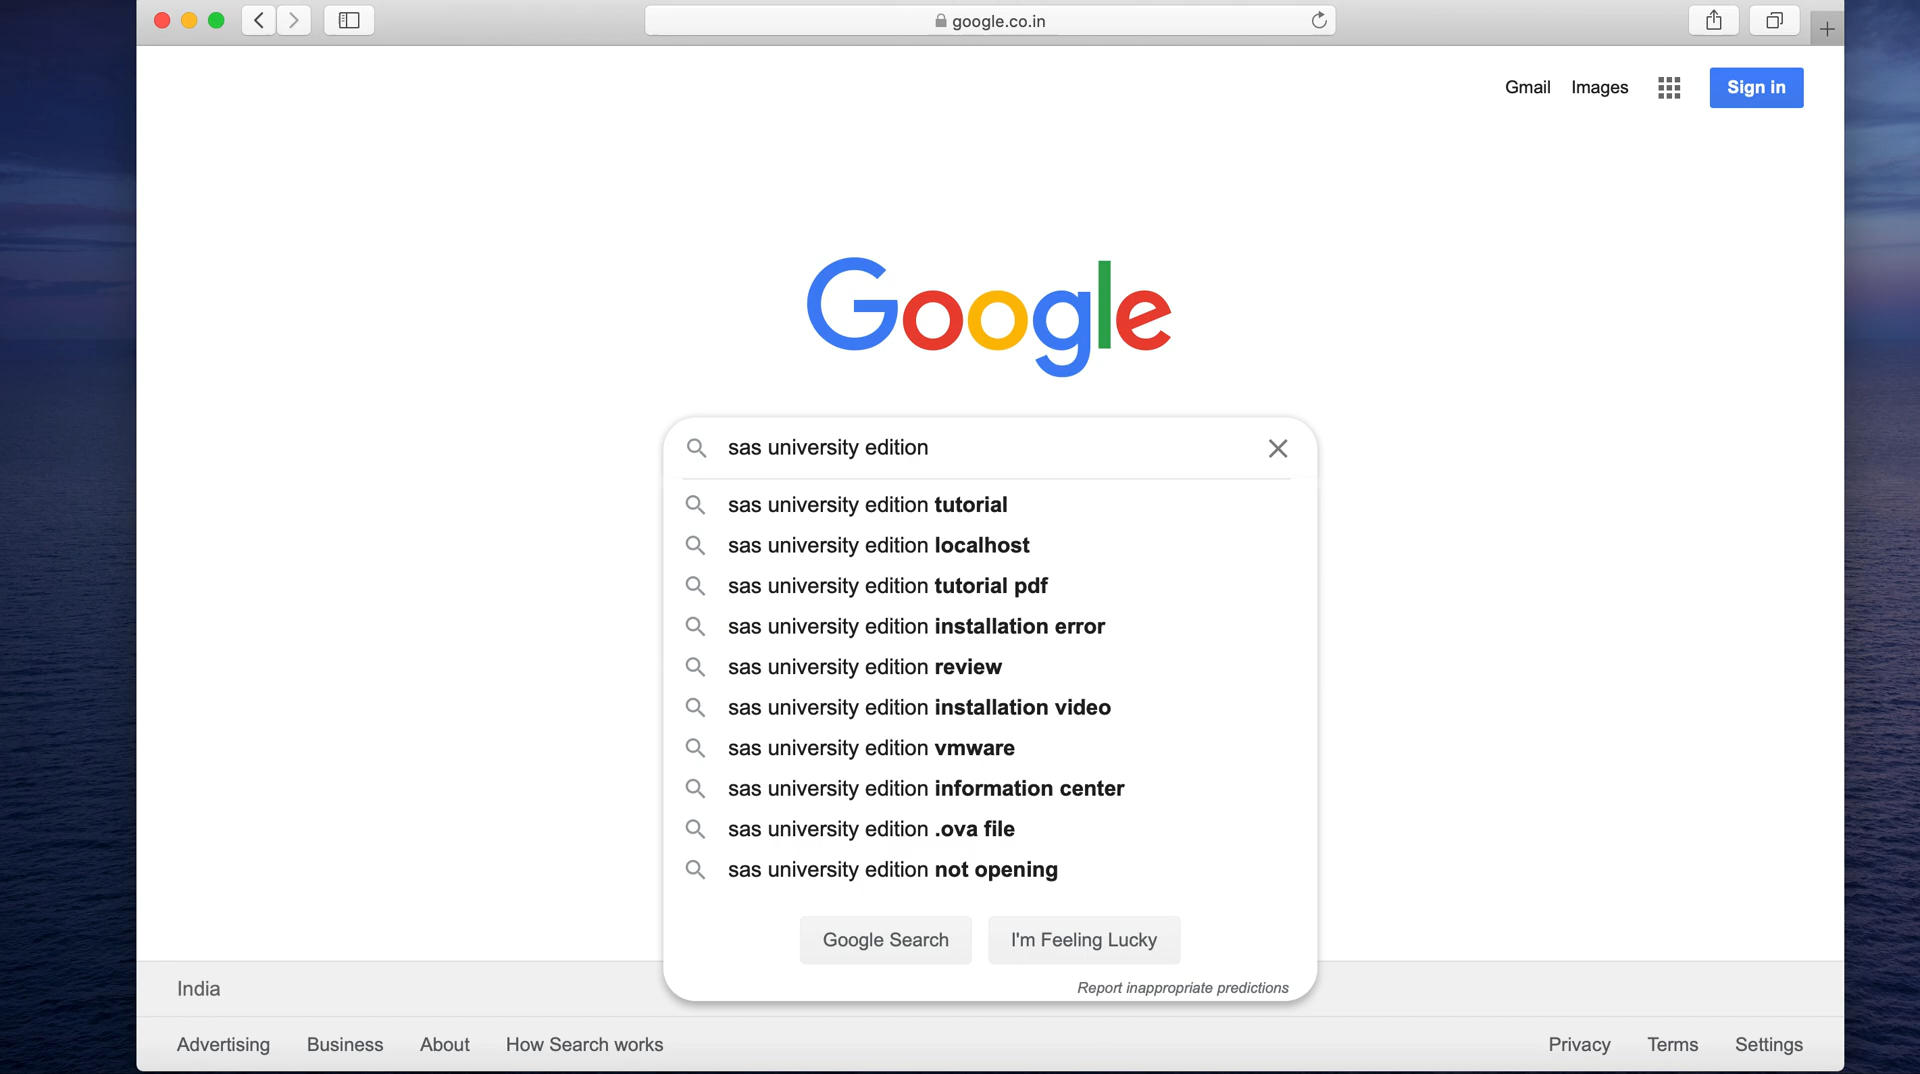 google.co.in
Gmail Images Sign in
Google
sas university edition
sas university edition tutorial
sas university edition localhost
sas university edition tutorial pdf
sas university edition installation error
sas university edition review
sas university edition installation video
sas university edition vmware
sas university edition information center
sas university edition .ova file
sas university edition not opening
Google Search I'm Feeling Lucky
Report inappropriate predictions
India
Advertising Business About How Search works Privacy Terms Settings